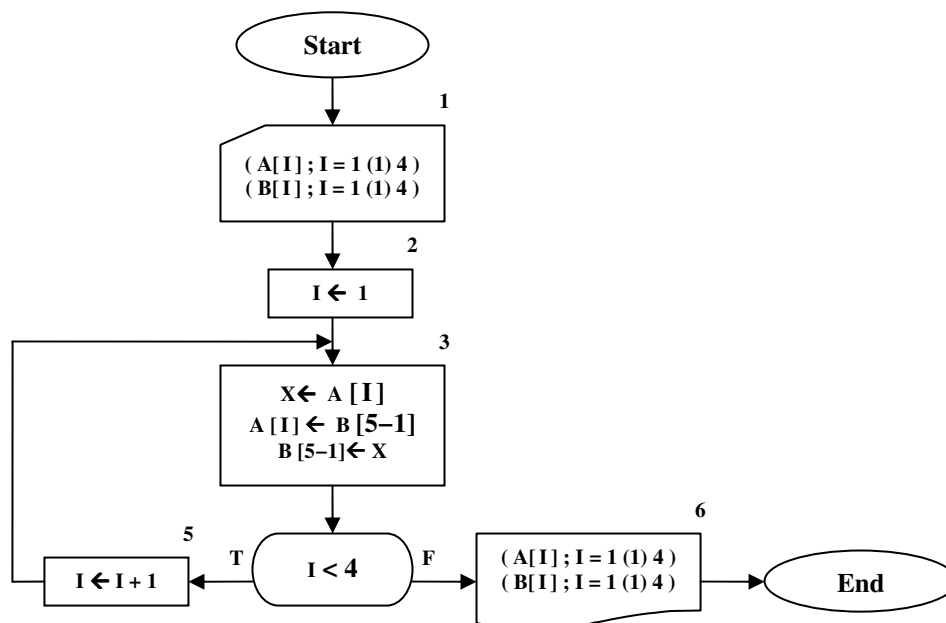 Start
1
( A[ I ] ; I = 1 (1) 4 )
( B[ I ] ; I = 1 (1) 4 )
2
I ← 1
3
X ← A [ I ]
A [ I ] ← B [5–1]
B [5–1] ← X
5
T
I < 4
F
I ← I + 1
6
( A[ I ] ; I = 1 (1) 4 )
( B[ I ] ; I = 1 (1) 4 )
End